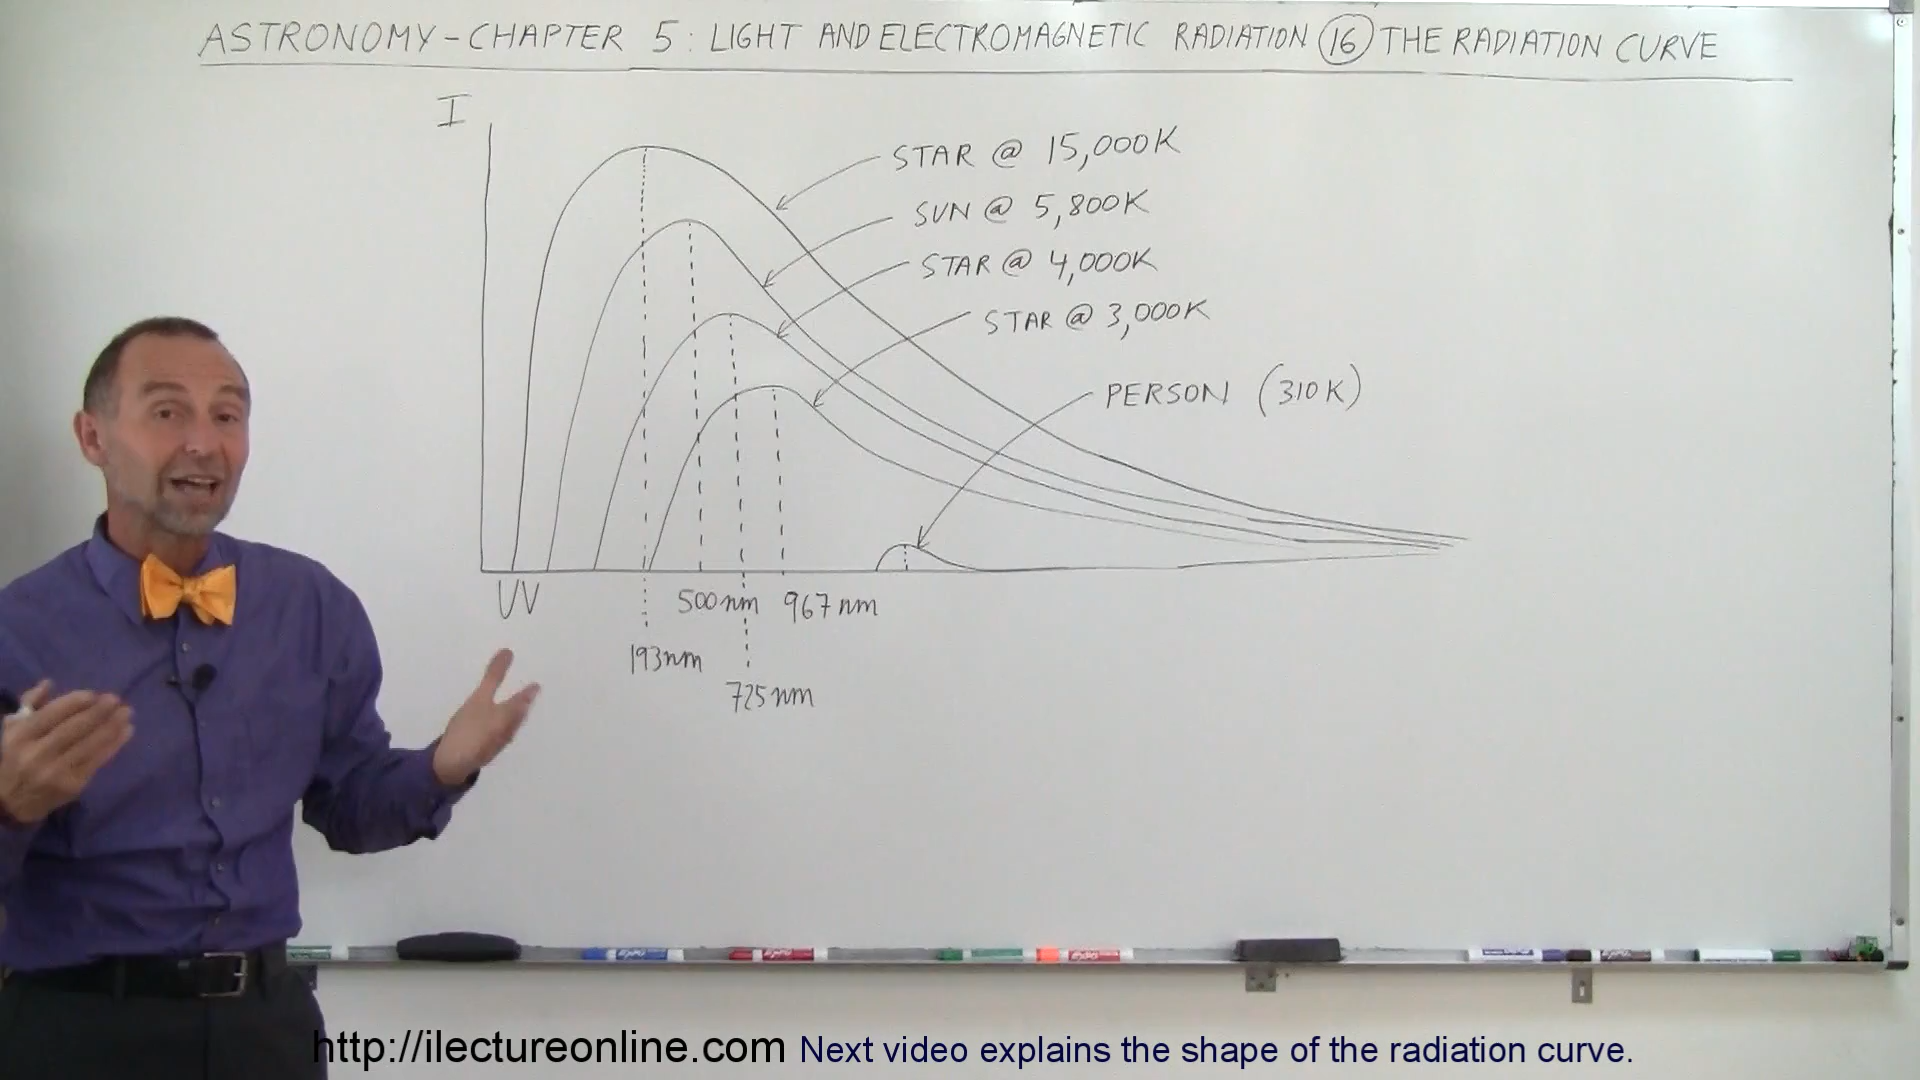 ASTRONOMY - CHAPTER 5: LIGHT AND ELECTROMAGNETIC RADIATION 16 THE RADIATION CURVE
I
STAR @ 15,000K
SUN @ 5,800K
STAR @ 4,000K
STAR @ 3,000K
PERSON (310K)
UV
500nm 967nm
193nm
725nm
http://ilectureonline.com Next video explains the shape of the radiation curve.